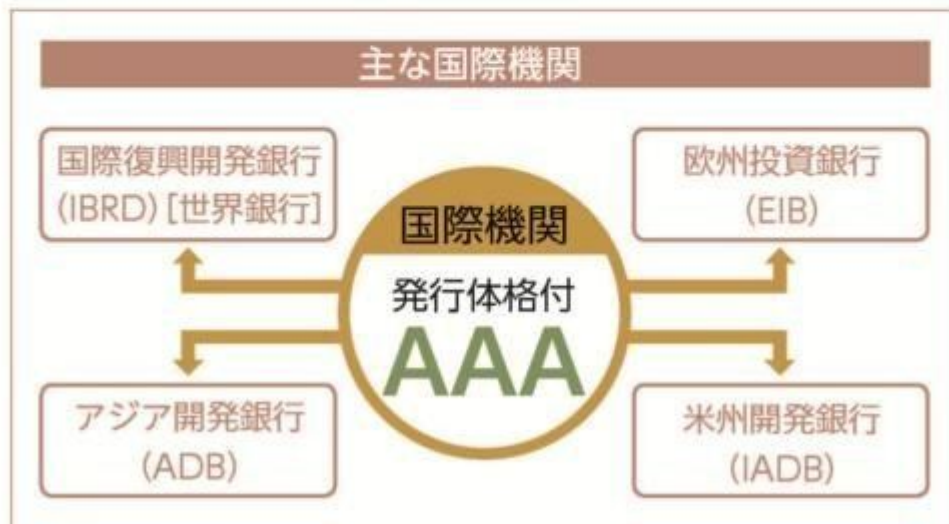 主な国際機関
国際復興開発銀行
(IBRD) [世界銀行]
欧州投資銀行
(EIB)
国際機関
発行体格付
AAA
アジア開発銀行
(ADB)
米州開発銀行
(IADB)